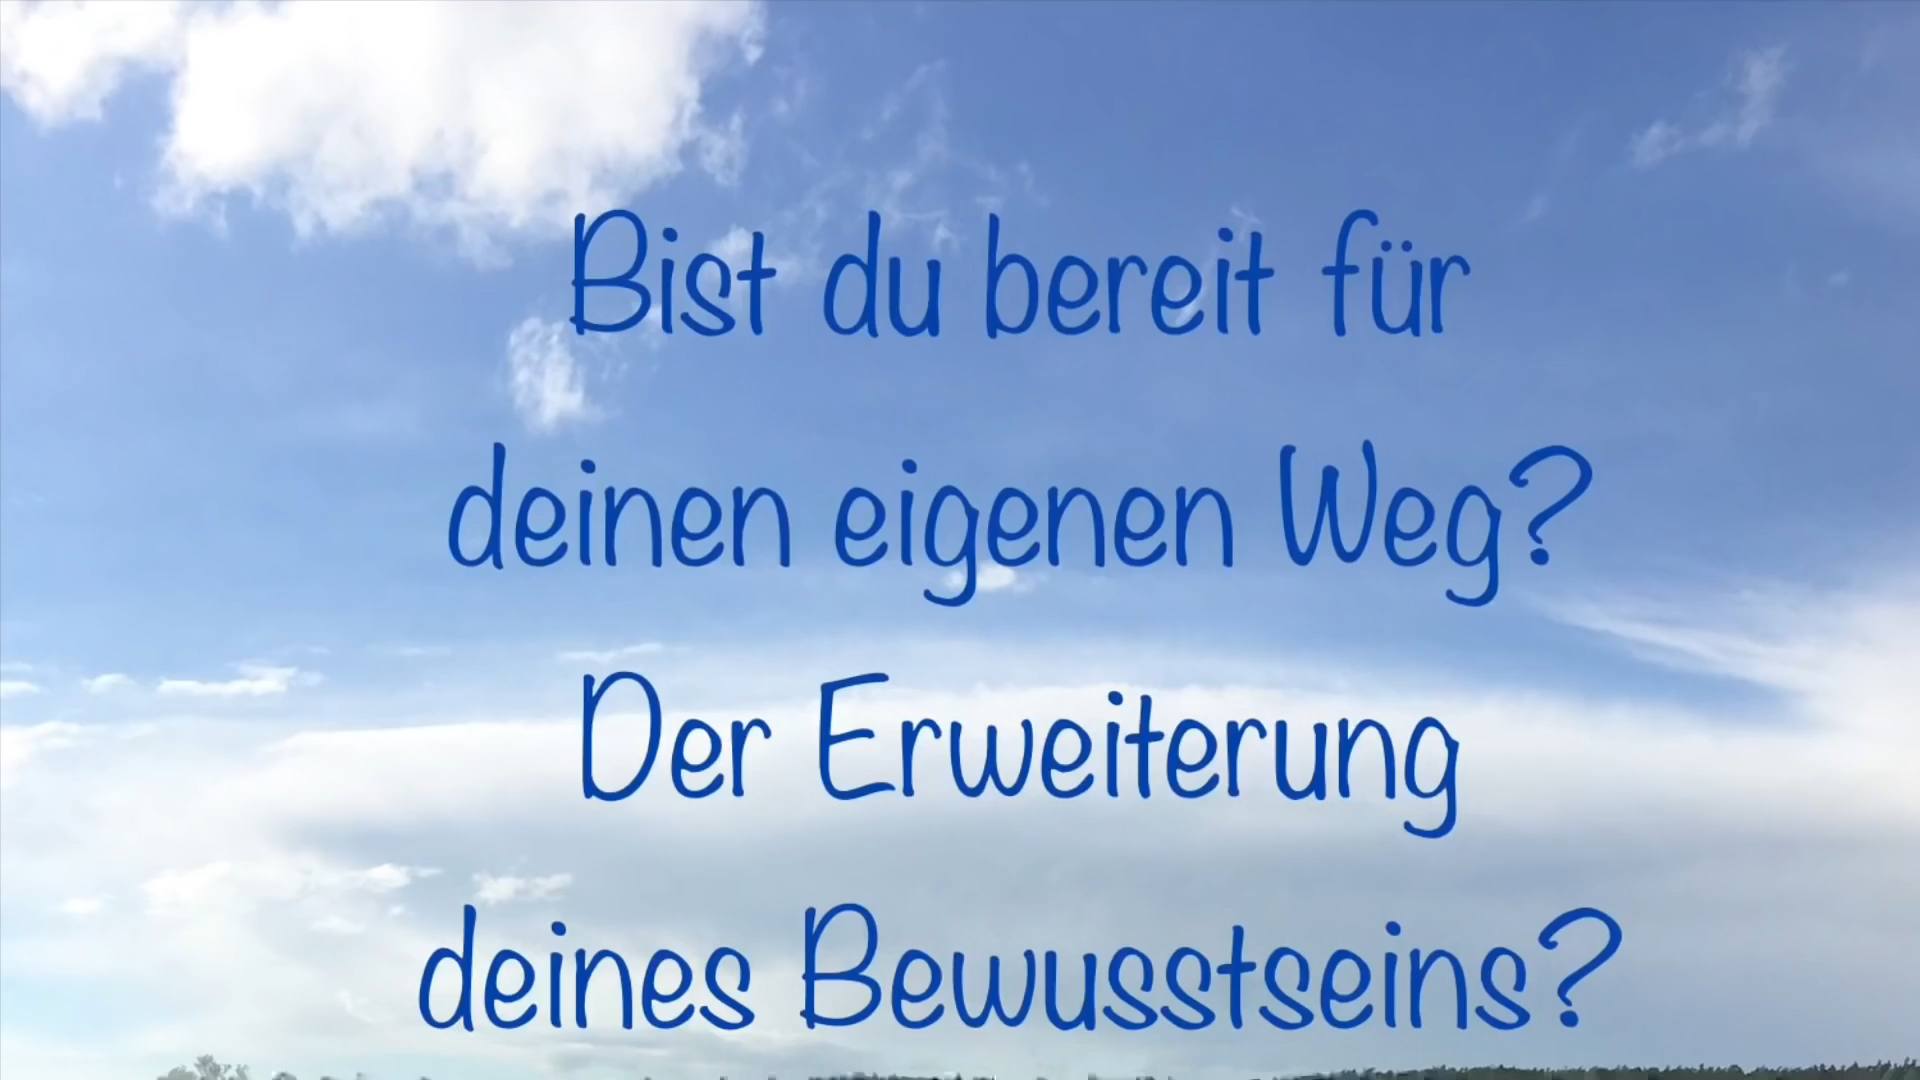 Bist du bereit für
deinen eigenen Weg?
Der Erweiterung
deines Bewusstseins?